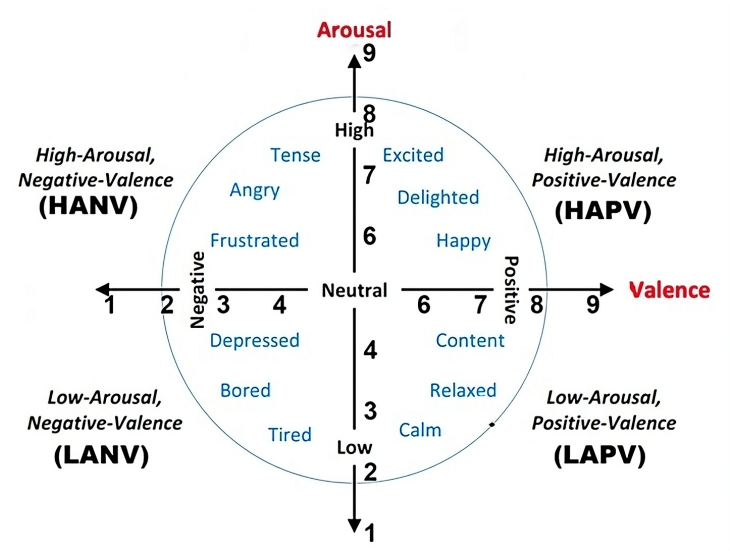 Arousal
9
8
High
High-Arousal,
Negative-Valence
(HANV)
Tense
Excited
7
Angry
Delighted
High-Arousal,
Positive-Valence
(HAPV)
Frustrated
6
Happy
Negative
Neutral
Positive
Valence
1 2 3 4 6 7 8 9
Depressed
4
Content
Bored
Relaxed
3
Tired
Calm
Low-Arousal,
Negative-Valence
(LANV)
Low-Arousal,
Positive-Valence
(LAPV)
Low
2
1